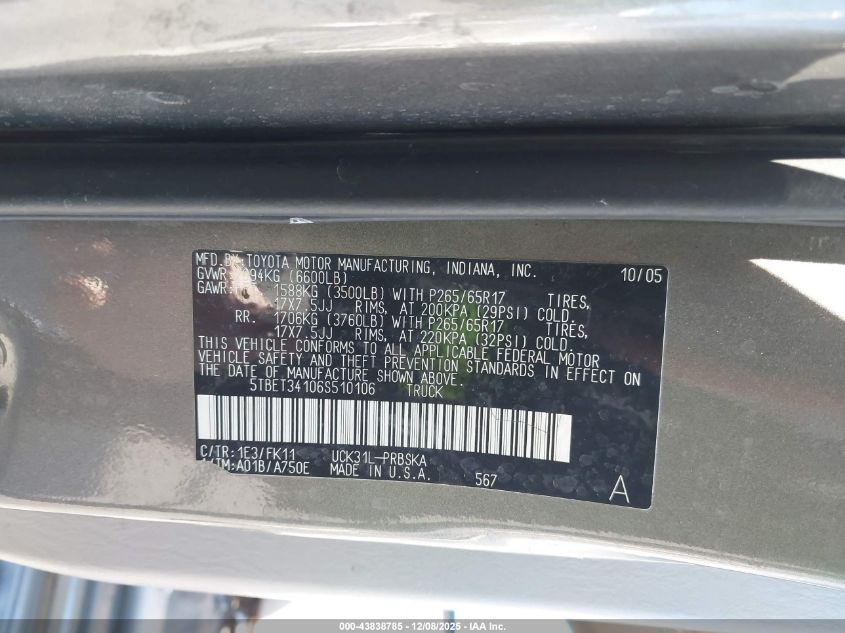 MFD.BY:TOYOTA MOTOR MANUFACTURING, INDIANA, INC. 10/05
GVWR: 2994KG (6600LB)
GAWR: 1588KG (3500LB) WITH P265/65R17 TIRES,
17X7.5JJ RIMS, AT 200KPA (29PSI) COLD.
RR. 1706KG (3760LB) WITH P265/65R17 TIRES,
17X7.5JJ RIMS, AT 220KPA (32PSI) COLD.
THIS VEHICLE CONFORMS TO ALL APPLICABLE FEDERAL MOTOR
VEHICLE SAFETY AND THEFT PREVENTION STANDARDS IN EFFECT ON
THE DATE OF MANUFACTURE SHOWN ABOVE.
5TBET34106S510106 TRUCK
C/TR: 1E3/FK11 UCK31L-PRBSKA
A01B/A750E MADE IN U.S.A. 567 A
000-43838785 - 12/08/2025 - IAA Inc.